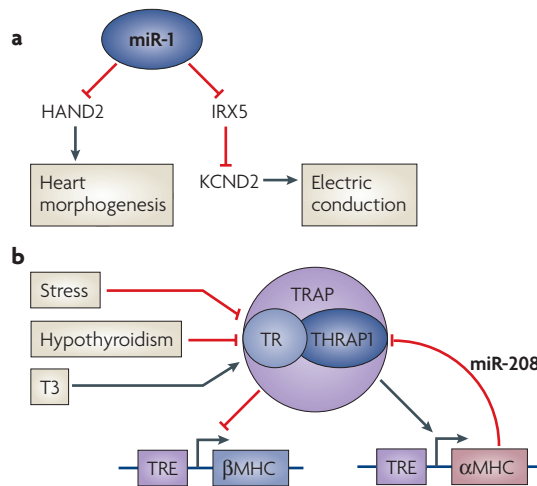 a
miR-1
HAND2
IRX5
Heart
morphogenesis
KCND2
Electric
conduction
b
Stress
TRAP
Hypothyroidism
TR
THRAP1
miR-208
T3
TRE
βMHC
TRE
αMHC